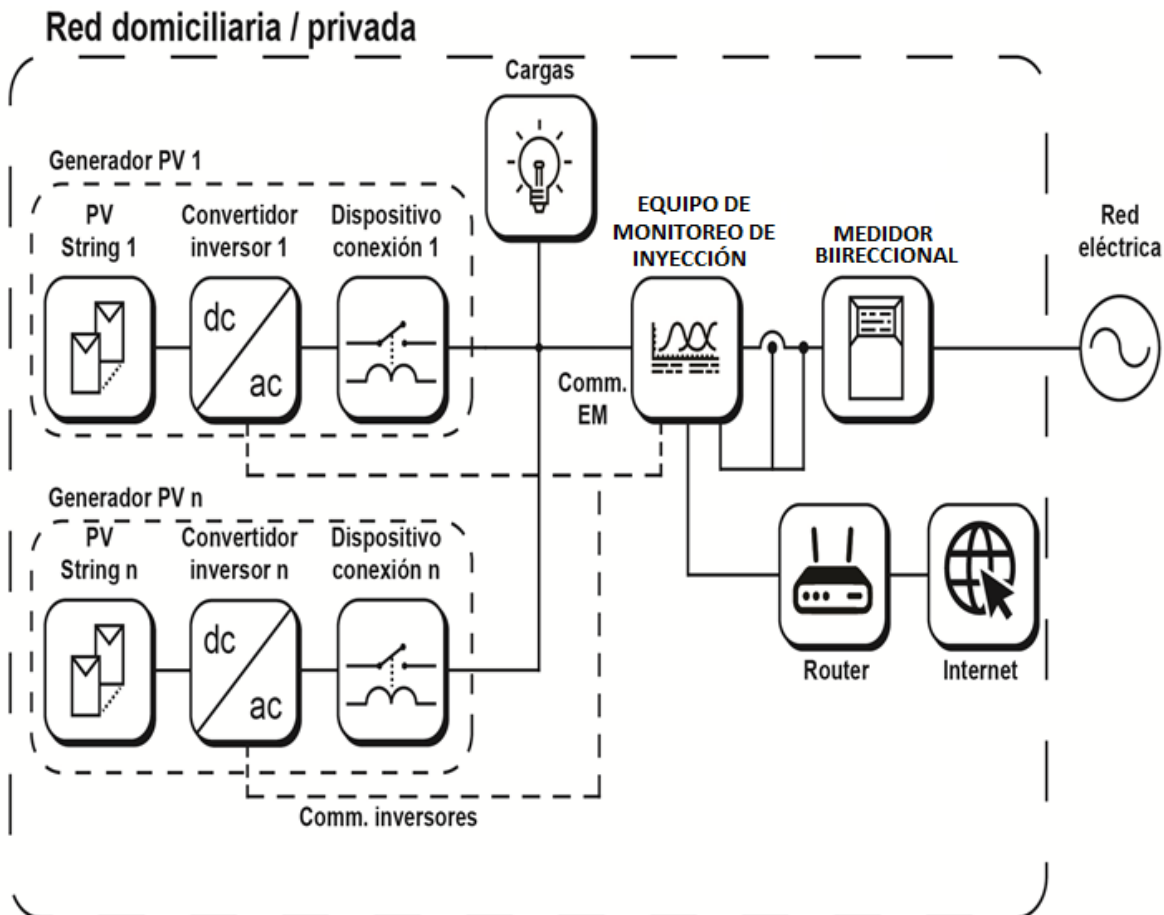 Red domiciliaria / privada
Cargas
Generador PV 1
PV
String 1
Convertidor
inversor 1
Dispositivo
conexión 1
dc
ac
EQUIPO DE
MONITOREO DE
INYECCIÓN
MEDIDOR
BIIRECCIONAL
Red
eléctrica
Comm.
EM
Generador PV n
PV
String n
Convertidor
inversor n
Dispositivo
conexión n
dc
ac
Router
Internet
Comm. inversores